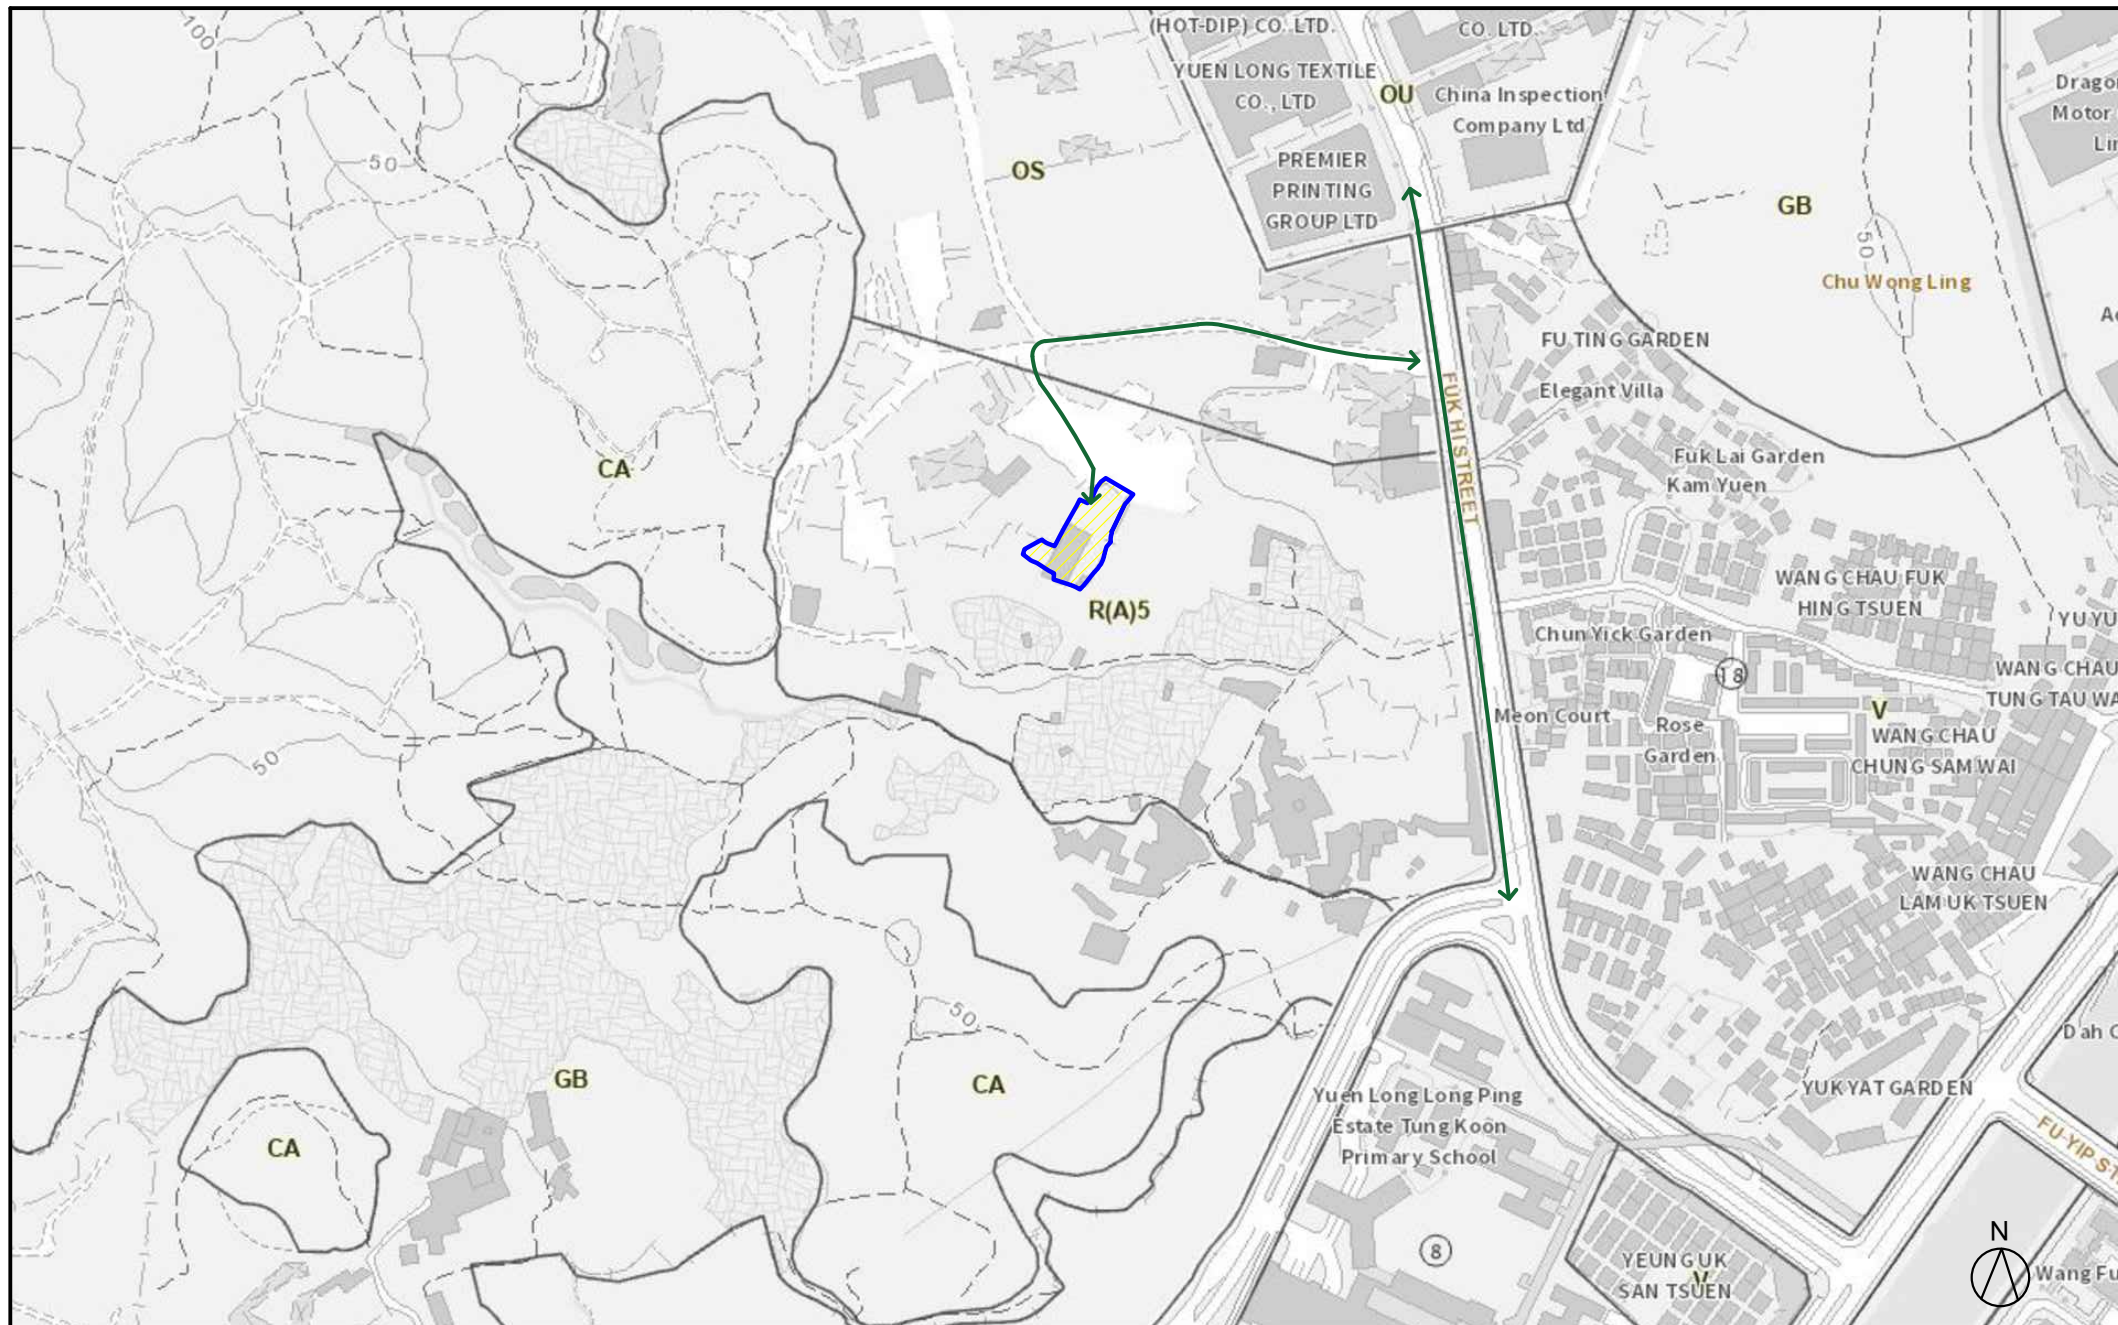 100
(HOT-DIP) CO. LTD.
CO. LTD.
YUEN LONG TEXTILE
CO., LTD
OU
China Inspection
Company Ltd
Motor
50
OS
PREMIER
PRINTING
GROUP LTD
GB
50
Chu Wong Ling
FU TING GARDEN
Elegant Villa
FUK HI STREET
CA
Fuk Lai Garden
Kam Yuen
WANG CHAU FUK
HING TSUEN
R(A)5
Chun Yick Garden
YU YU
WANG CHAU
TUNG TAU WA
18
Meon Court
Rose
Garden
V
WANG CHAU
CHUNG SAM WAI
50
WANG CHAU
LAM UK TSUEN
50
Dah C
GB
CA
YUK YAT GARDEN
Yuen Long Long Ping
Estate Tung Koon
Primary School
FU YIP ST
CA
8
YEUNG UK
SAN TSUEN
V
N
Wang Fu